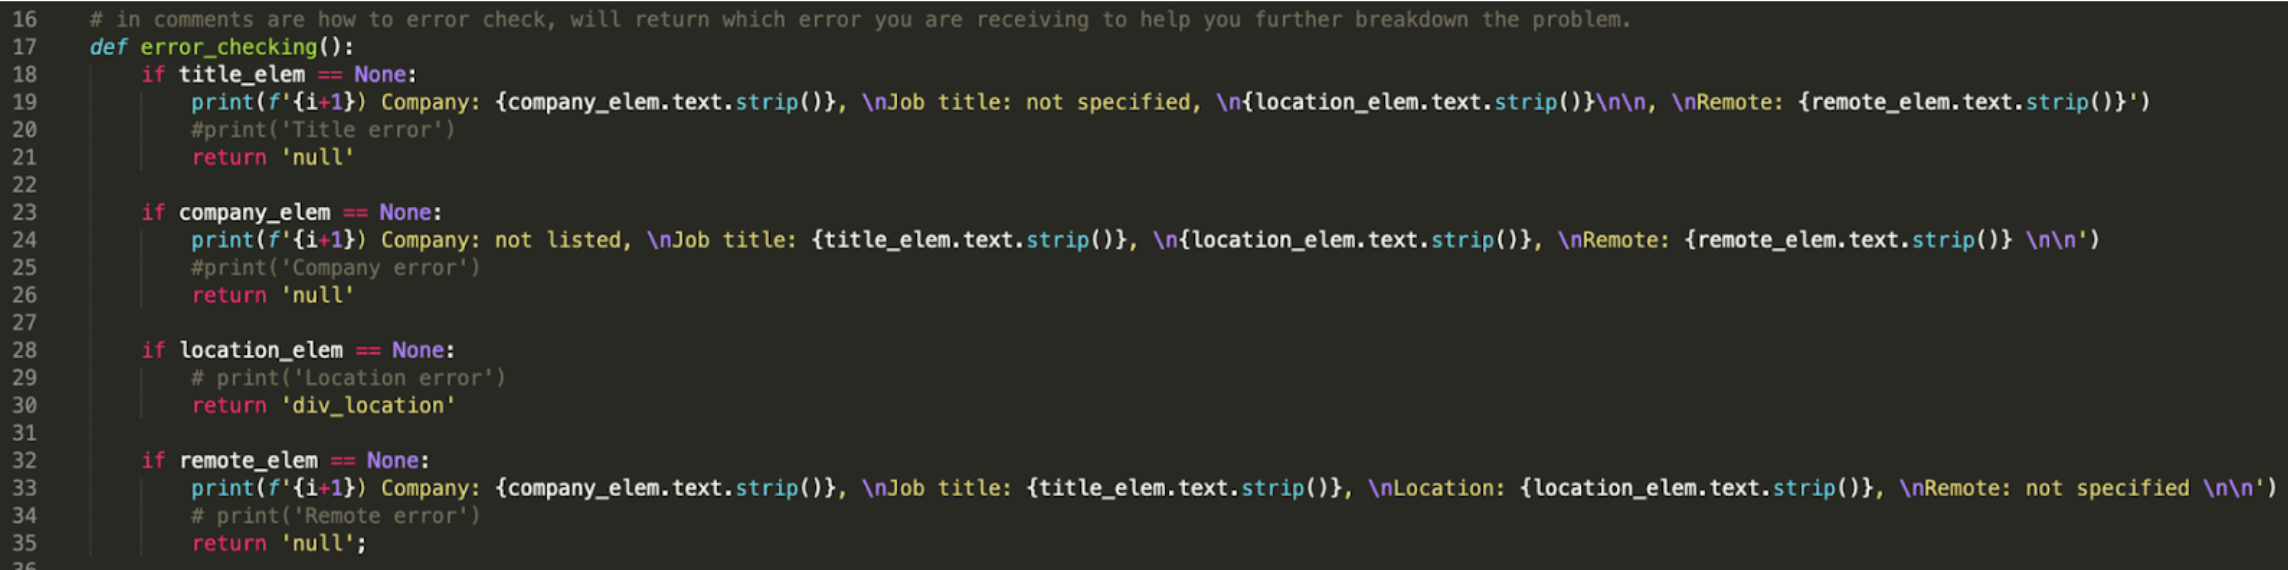 16 # in comments are how to error check, will return which error you are receiving to help you further breakdown the problem.
17 def error_checking():
18 if title_elem == None:
19 print(f'{i+1}) Company: {company_elem.text.strip()}, \nJob title: not specified, \n{location_elem.text.strip()}\n\n, \nRemote: {remote_elem.text.strip()}')
20 #print('Title error')
21 return 'null'
22
23 if company_elem == None:
24 print(f'{i+1}) Company: not listed, \nJob title: {title_elem.text.strip()}, \n{location_elem.text.strip()}, \nRemote: {remote_elem.text.strip()} \n\n')
25 #print('Company error')
26 return 'null'
27
28 if location_elem == None:
29 # print('Location error')
30 return 'div_location'
31
32 if remote_elem == None:
33 print(f'{i+1}) Company: {company_elem.text.strip()}, \nJob title: {title_elem.text.strip()}, \nLocation: {location_elem.text.strip()}, \nRemote: not specified \n\n')
34 # print('Remote error')
35 return 'null';
36